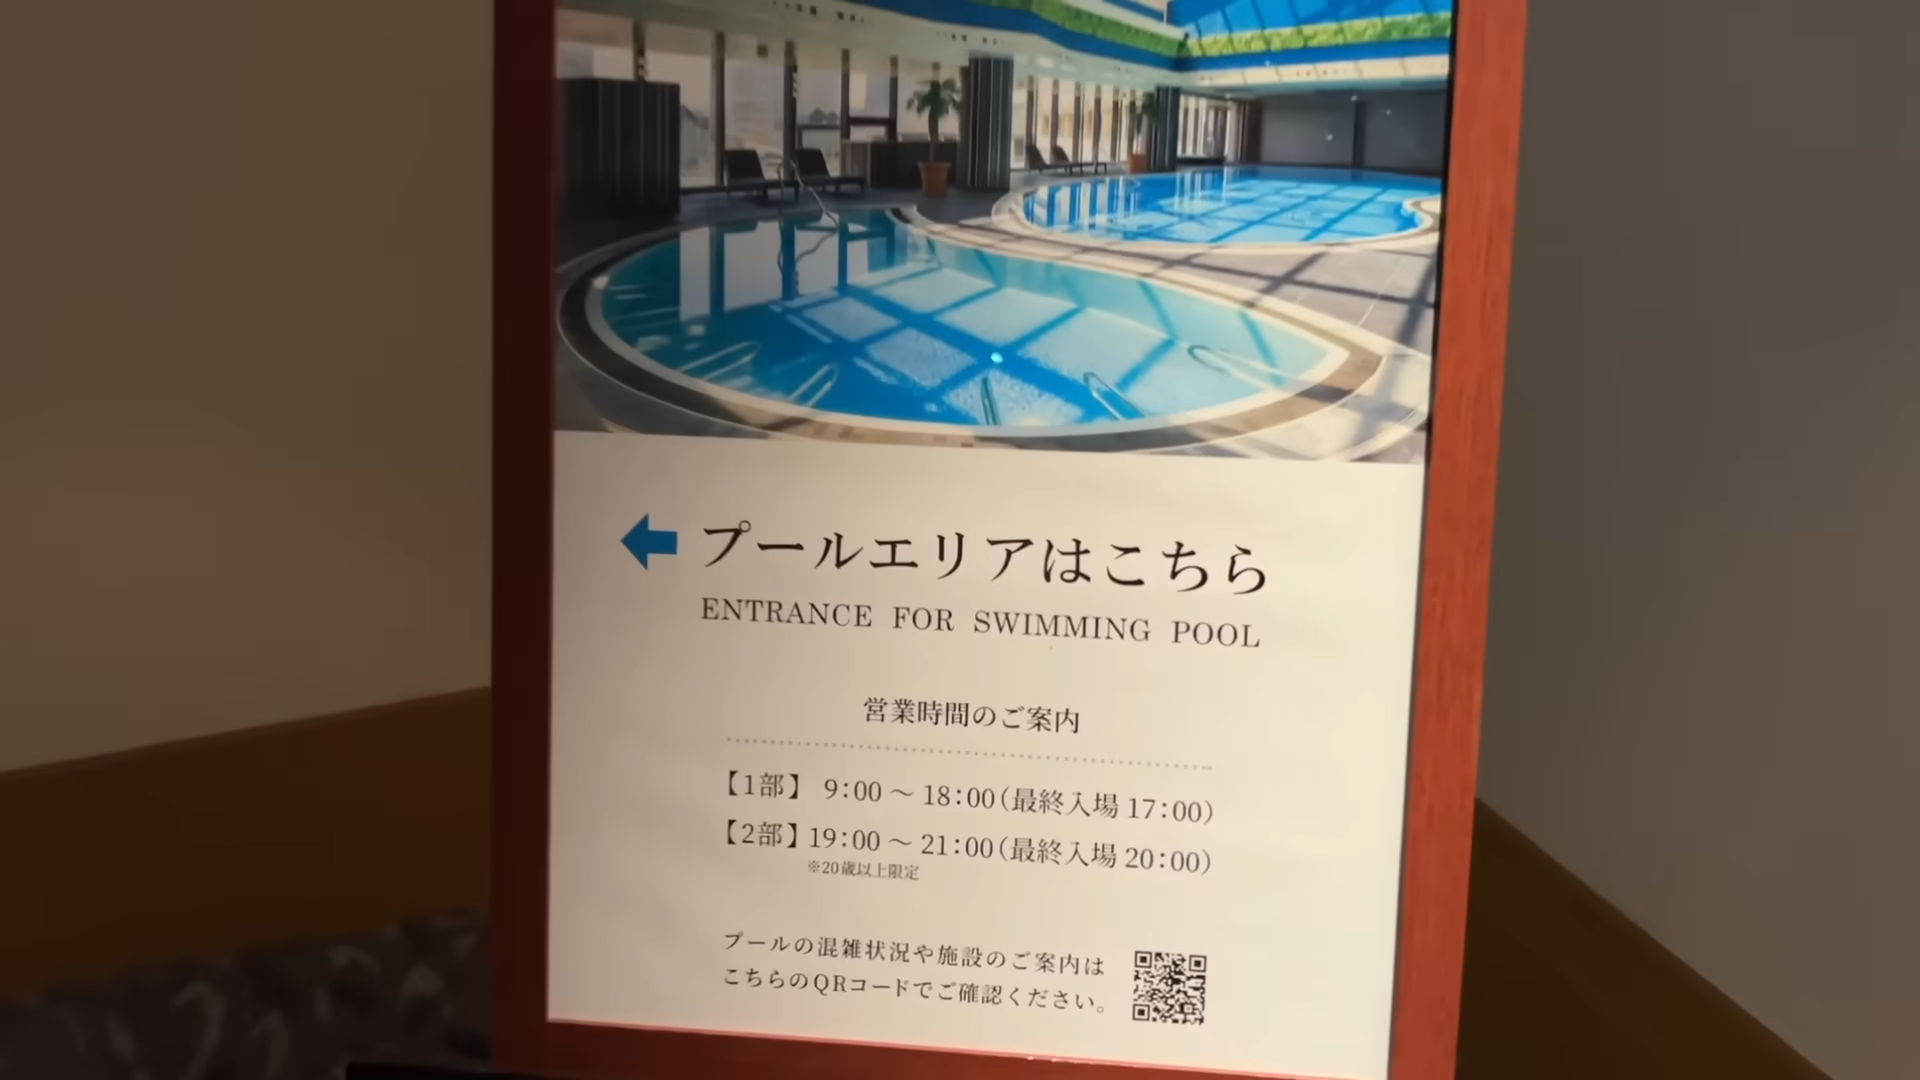 プールエリアはこちら
ENTRANCE FOR SWIMMING POOL
営業時間のご案内
【1部】 9:00 ～ 18:00（最終入場 17:00）
【2部】 19:00 ～ 21:00（最終入場 20:00）
※20歳以上限定
プールの混雑状況や施設のご案内は
こちらのQRコードでご確認ください。